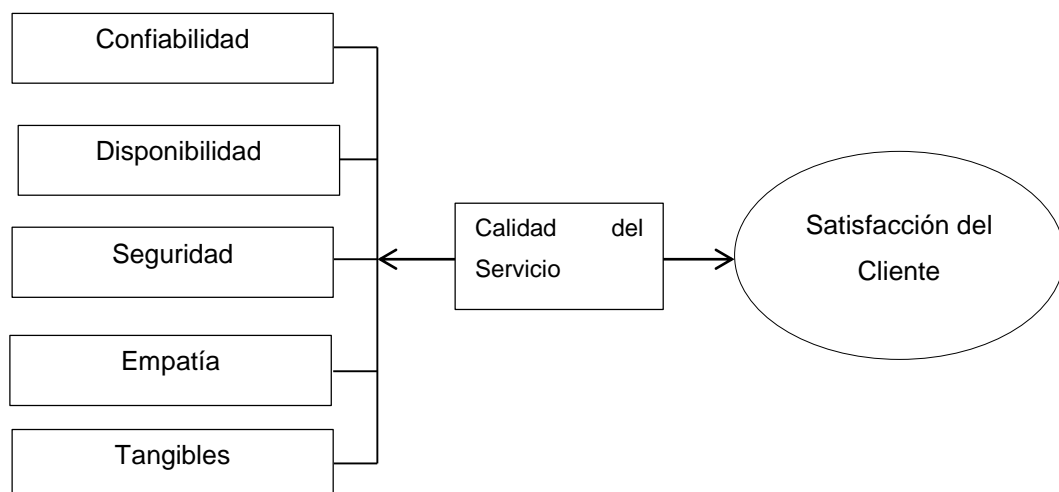 Confiabilidad
Disponibilidad
Seguridad
Empatía
Tangibles
Calidad del
Servicio
Satisfacción del
Cliente